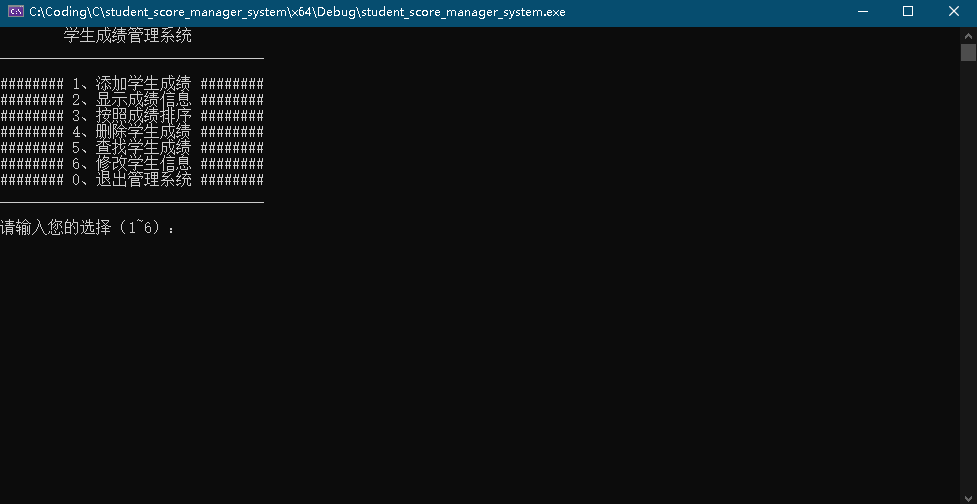 C:\Coding\C\student_score_manager_system\x64\Debug\student_score_manager_system.exe
学生成绩管理系统
######## 1、添加学生成绩 ########
######## 2、显示成绩信息 ########
######## 3、按照成绩排序 ########
######## 4、删除学生成绩 ########
######## 5、查找学生成绩 ########
######## 6、修改学生信息 ########
######## 0、退出管理系统 ########
请输入您的选择（1~6）：